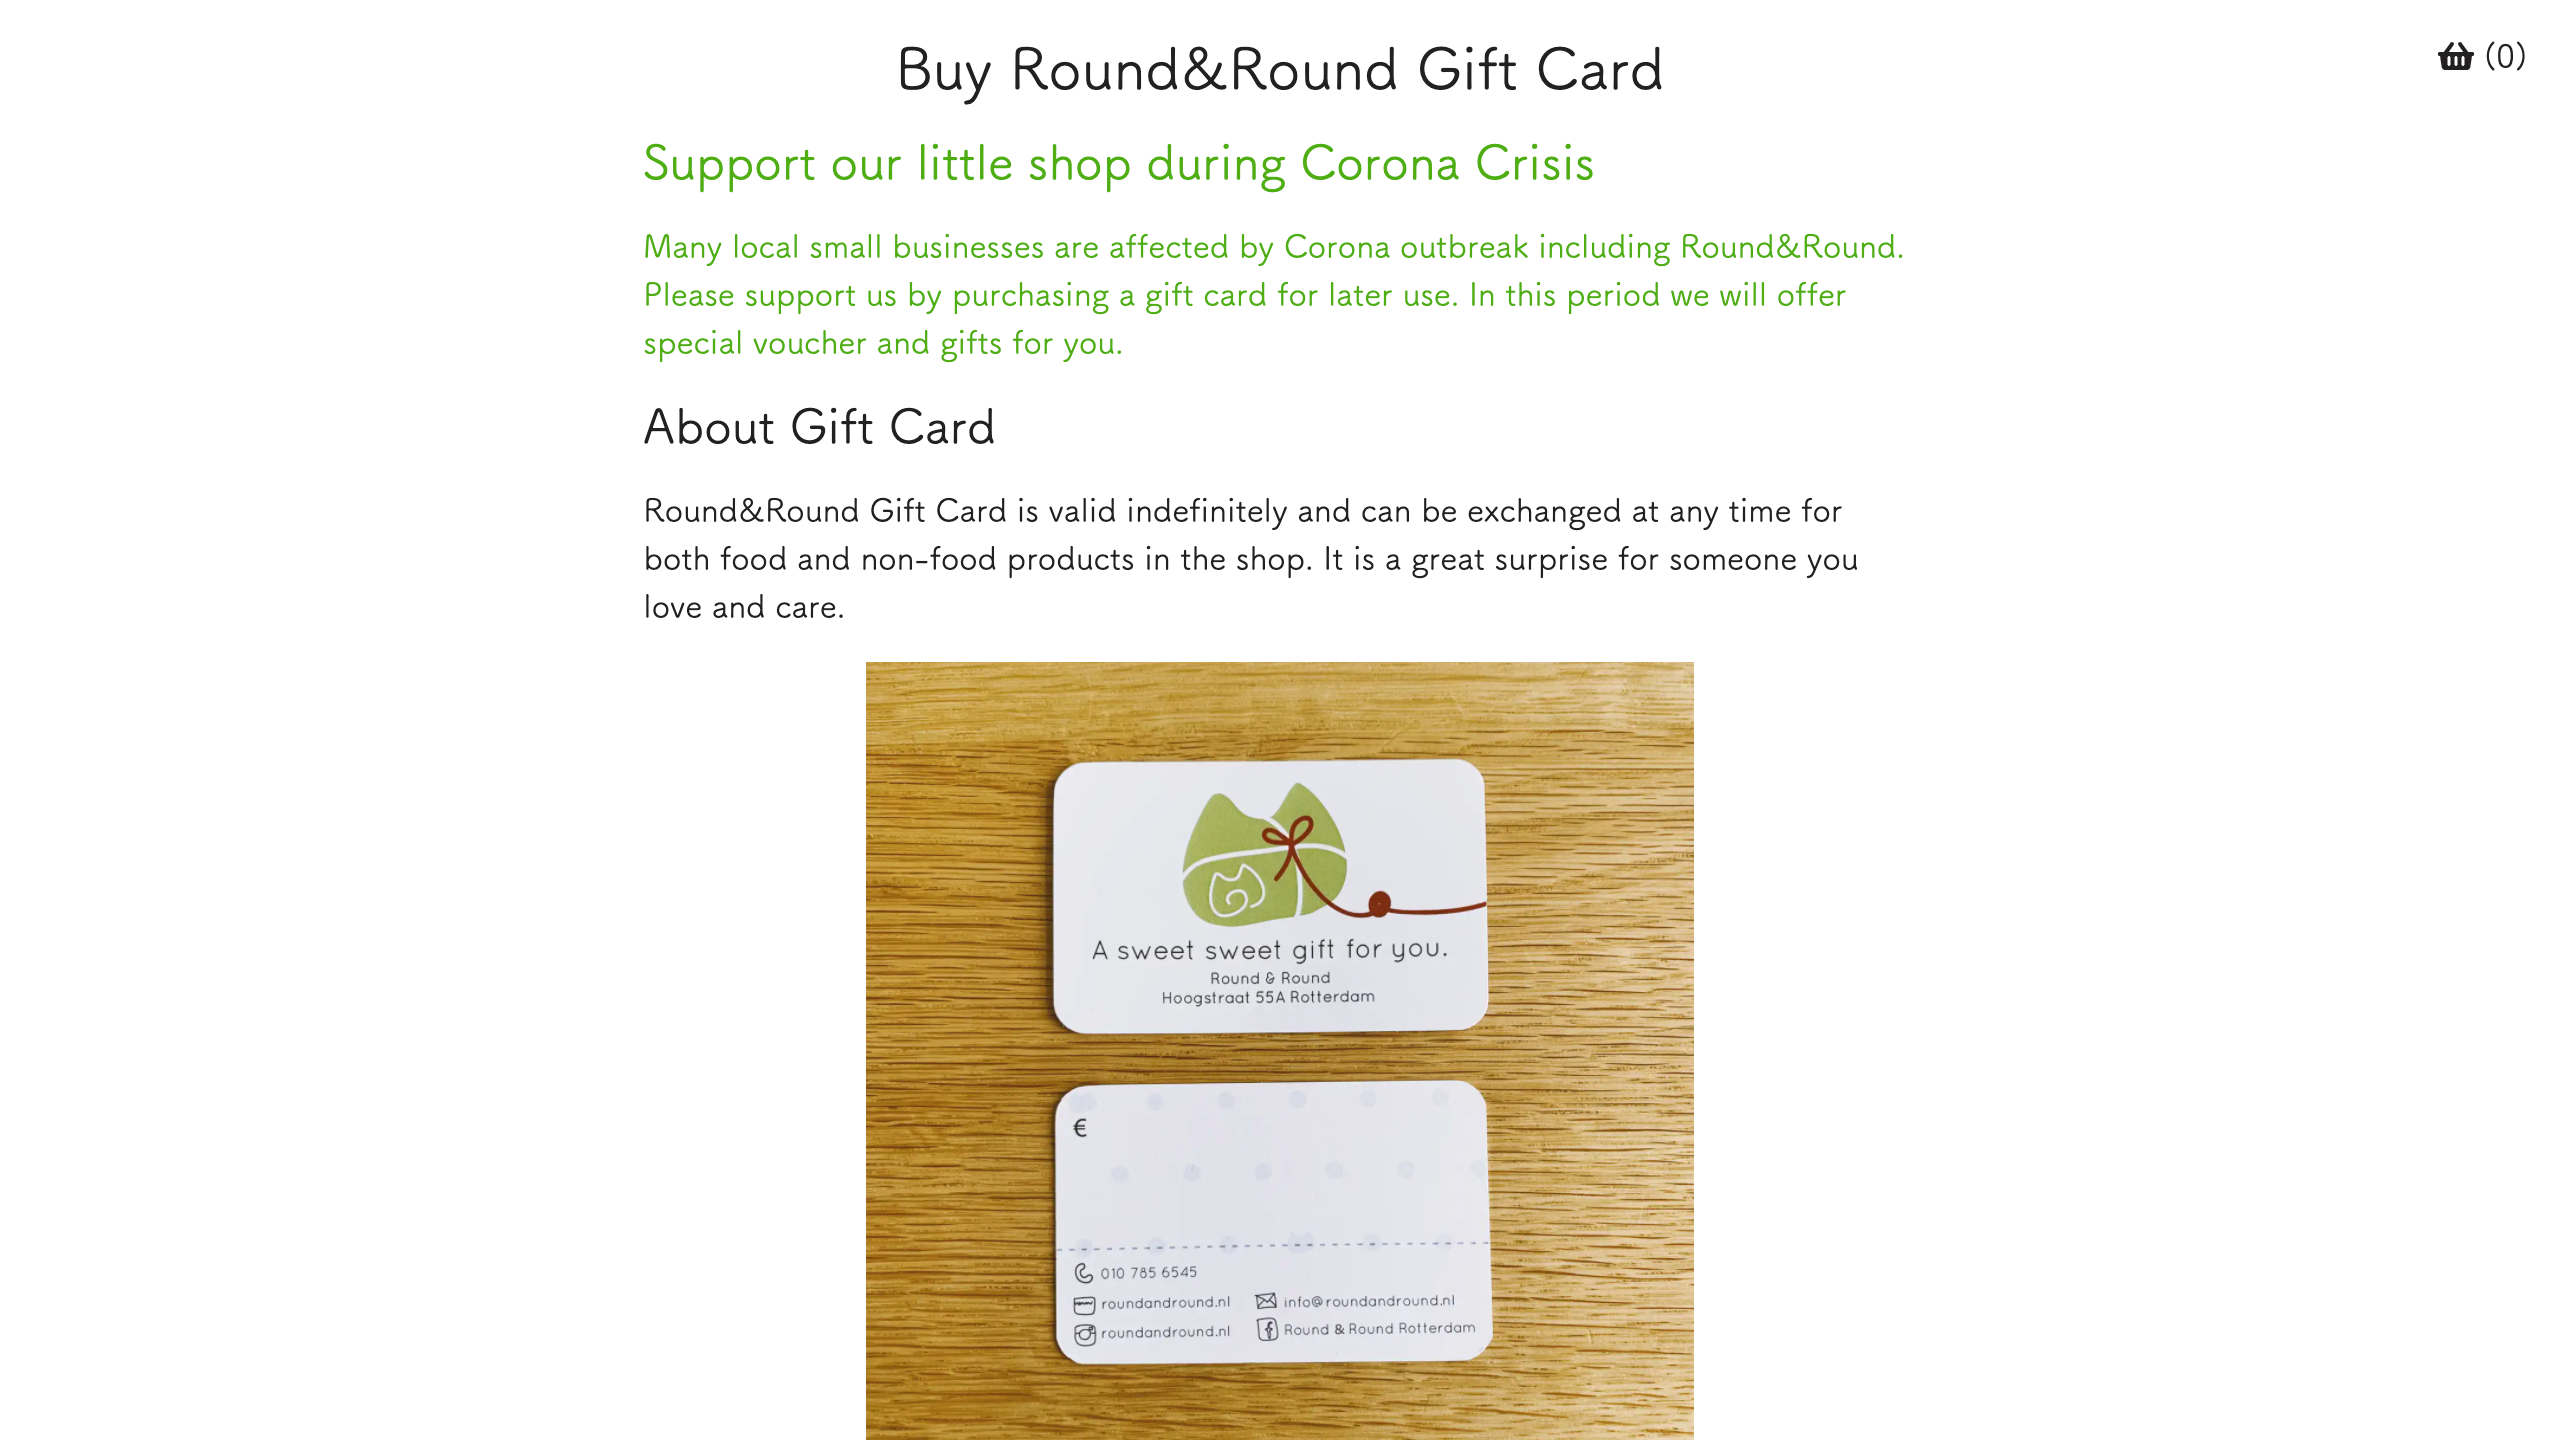 Buy Round&Round Gift Card
(0)
Support our little shop during Corona Crisis
Many local small businesses are affected by Corona outbreak including Round&Round.
Please support us by purchasing a gift card for later use. In this period we will offer
special voucher and gifts for you.
About Gift Card
Round&Round Gift Card is valid indefinitely and can be exchanged at any time for
both food and non-food products in the shop. It is a great surprise for someone you
love and care.
A sweet sweet gift for you.
Round & Round
Hoogstraat 55A Rotterdam
€
010 785 6545
roundandround.nl
info@roundandround.nl
roundandround.nl
Round & Round Rotterdam